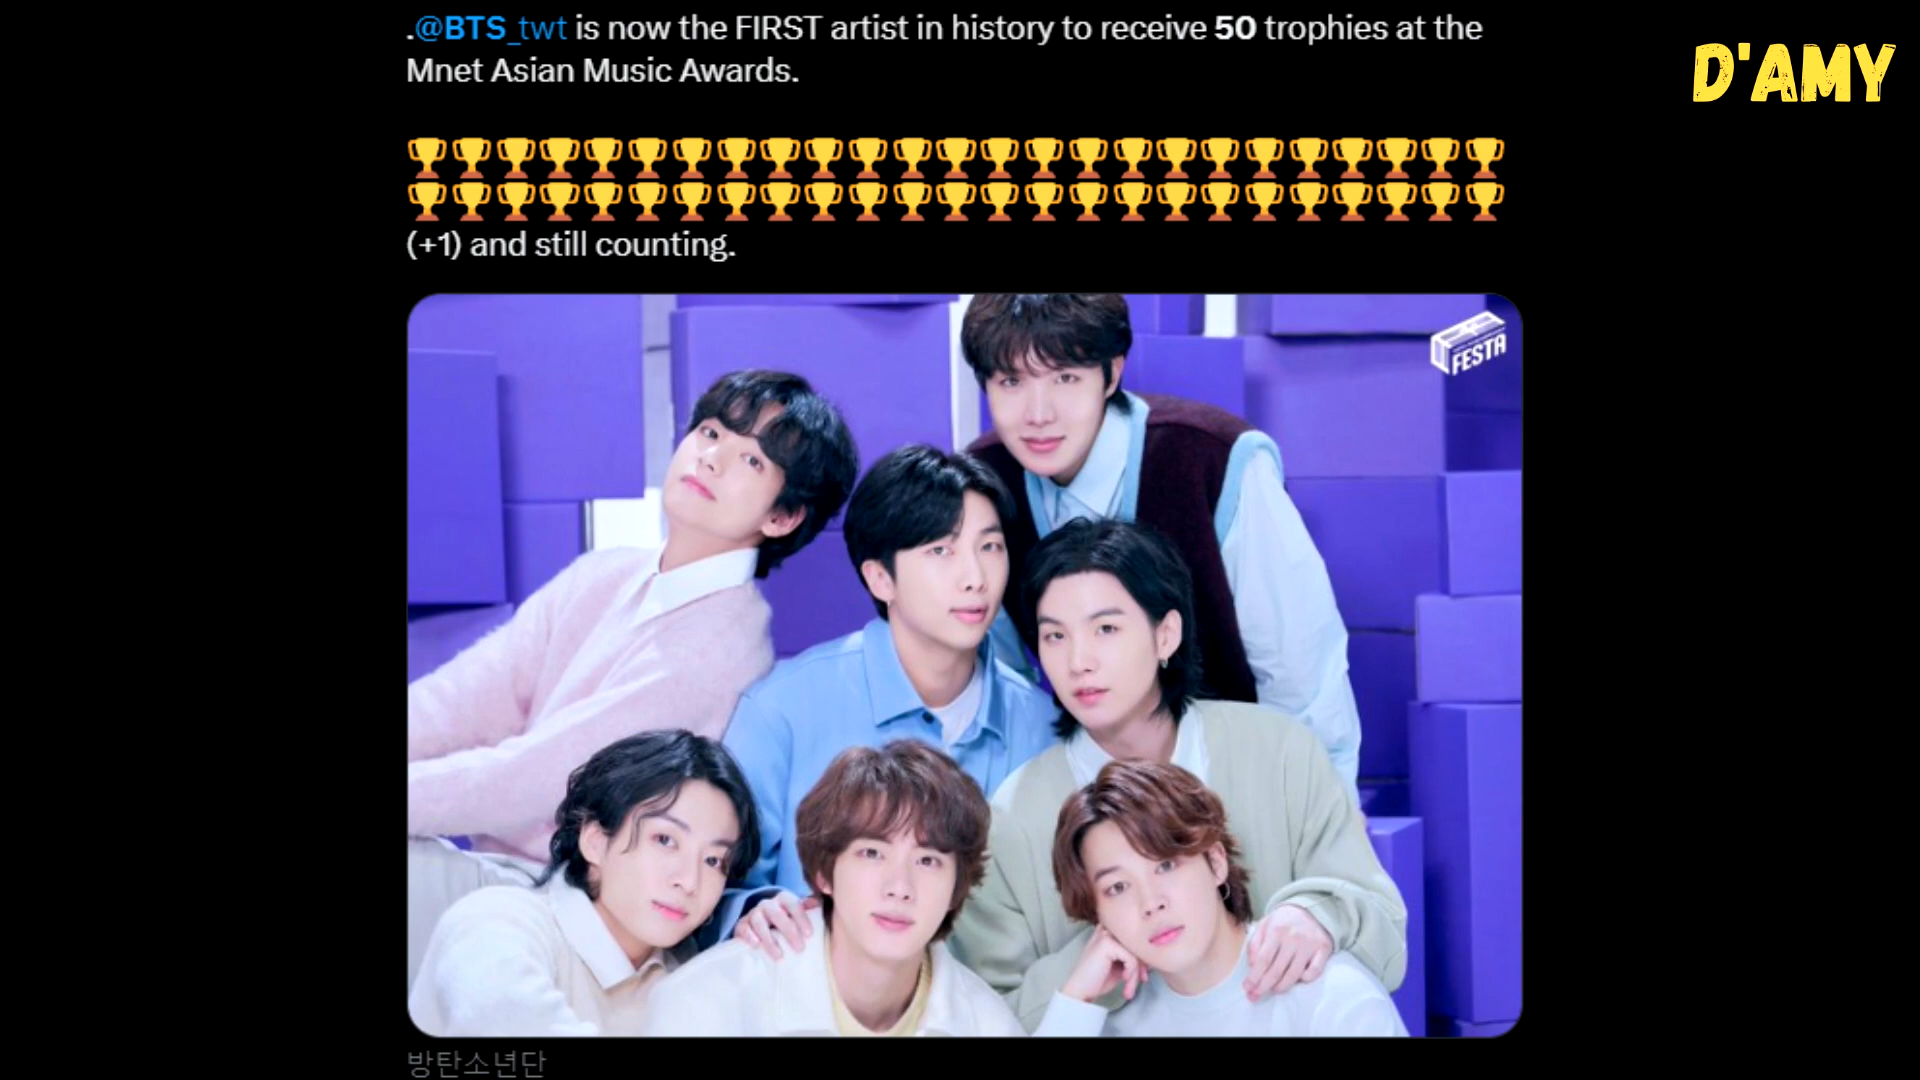 .@BTS_twt is now the FIRST artist in history to receive 50 trophies at the
Mnet Asian Music Awards.
🏆🏆🏆🏆🏆🏆🏆🏆🏆🏆🏆🏆🏆🏆🏆🏆🏆🏆🏆🏆🏆🏆🏆🏆🏆
🏆🏆🏆🏆🏆🏆🏆🏆🏆🏆🏆🏆🏆🏆🏆🏆🏆🏆🏆🏆🏆🏆🏆🏆🏆
(+1) and still counting.
D'AMY
FESTA
방탄소년단